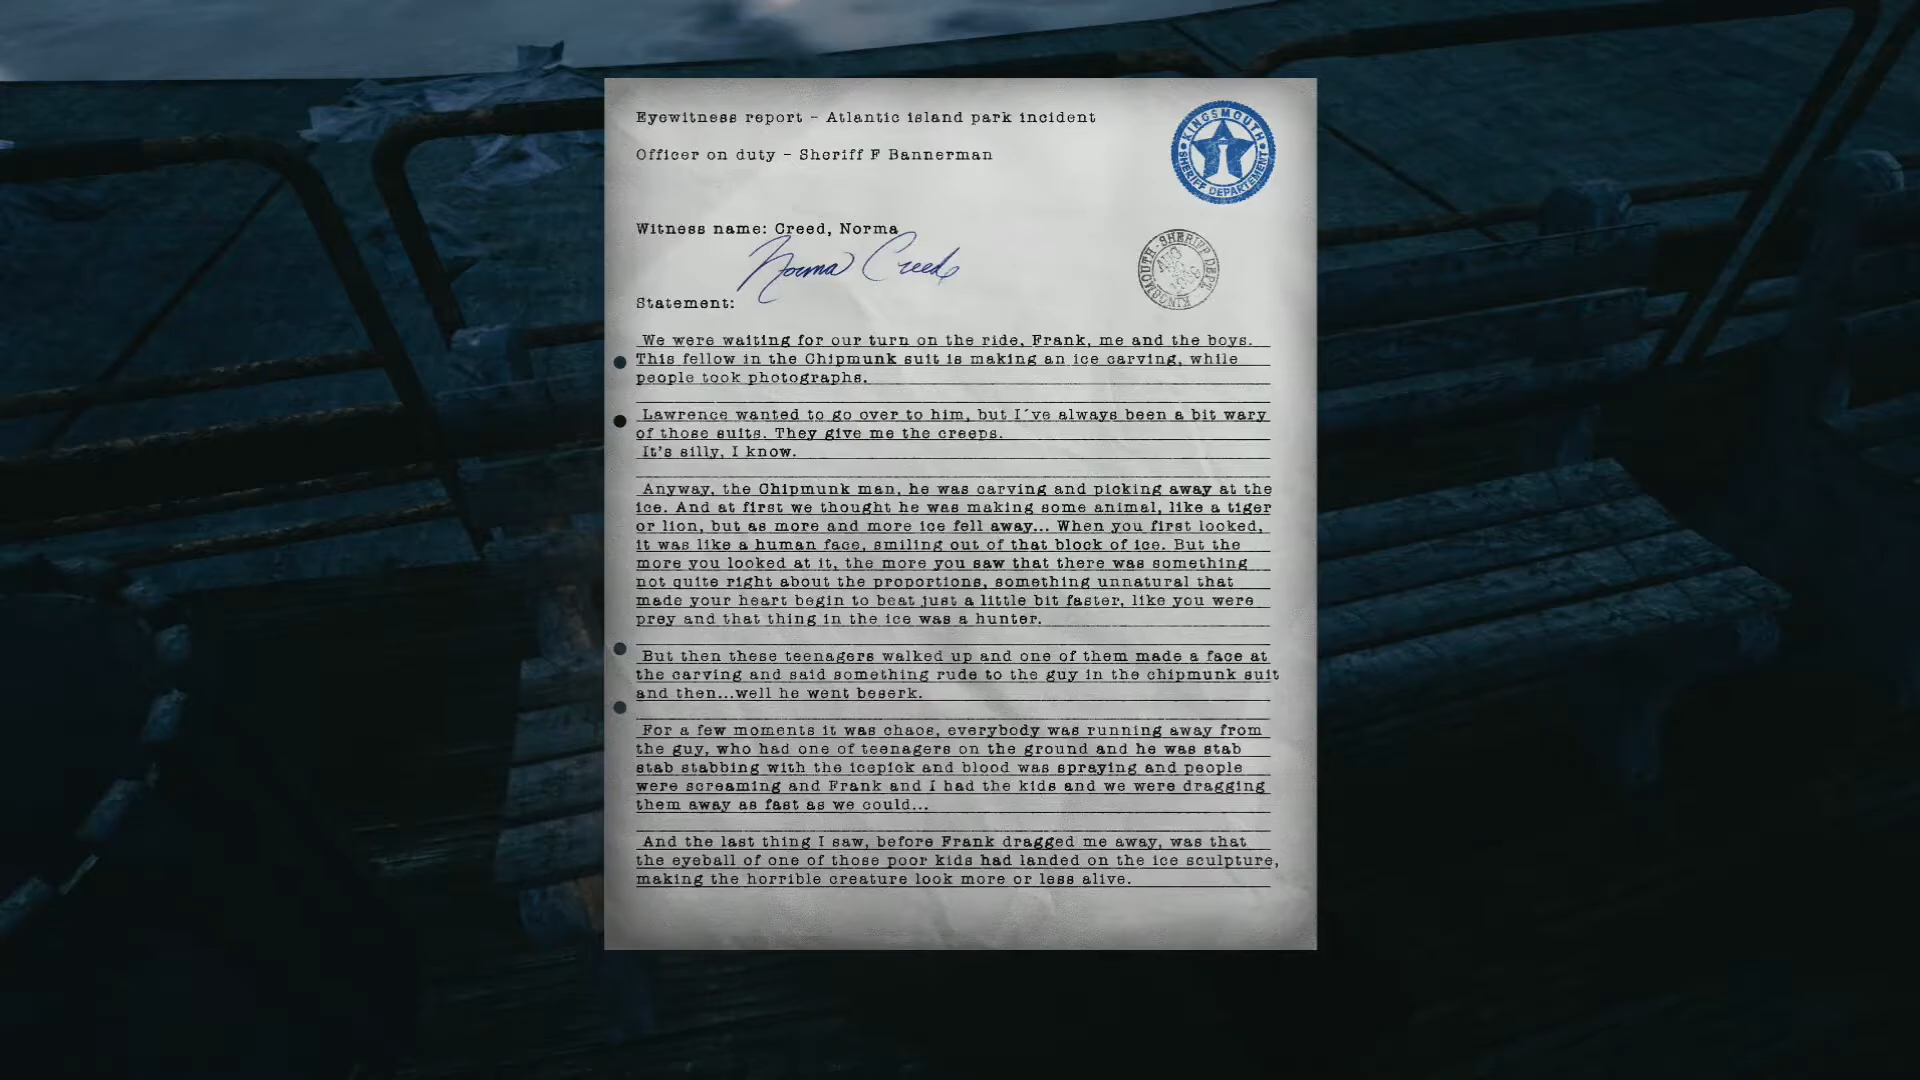 Eyewitness report - Atlantic island park incident
Officer on duty - Sheriff F Bannerman
KINGSMOUTH
SHERIFF DEPARTEMENT
Witness name: Creed, Norma
Norma Creed
KINGSMOUTH - SHERIFF DEPT.
Statement:
We were waiting for our turn on the ride, Frank, me and the boys.
This fellow in the Chipmunk suit is making an ice carving, while
people took photographs.
Lawrence wanted to go over to him, but I´ve always been a bit wary
of those suits. They give me the creeps.
It's silly, I know.
Anyway, the Chipmunk man, he was carving and picking away at the
ice. And at first we thought he was making some animal, like a tiger
or lion, but as more and more ice fell away... When you first looked,
it was like a human face, smiling out of that block of ice. But the
more you looked at it, the more you saw that there was something
not quite right about the proportions, something unnatural that
made your heart begin to beat just a little bit faster, like you were
prey and that thing in the ice was a hunter.
But then these teenagers walked up and one of them made a face at
the carving and said something rude to the guy in the chipmunk suit
and then...well he went beserk.
For a few moments it was chaos, everybody was running away from
the guy, who had one of teenagers on the ground and he was stab
stab stabbing with the icepick and blood was spraying and people
were screaming and Frank and I had the kids and we were dragging
them away as fast as we could...
And the last thing I saw, before Frank dragged me away, was that
the eyeball of one of those poor kids had landed on the ice sculpture,
making the horrible creature look more or less alive.